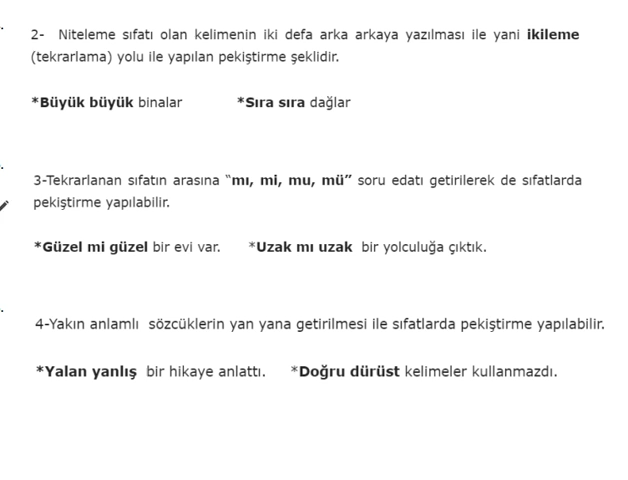 2- Niteleme sıfatı olan kelimenin iki defa arka arkaya yazılması ile yani ikileme
(tekrarlama) yolu ile yapılan pekiştirme şeklidir.
*Büyük büyük binalar *Sıra sıra dağlar
3-Tekrarlanan sıfatın arasına “mı, mi, mu, mü” soru edatı getirilerek de sıfatlarda
pekiştirme yapılabilir.
*Güzel mi güzel bir evi var. *Uzak mı uzak bir yolculuğa çıktık.
4-Yakın anlamlı sözcüklerin yan yana getirilmesi ile sıfatlarda pekiştirme yapılabilir.
*Yalan yanlış bir hikaye anlattı. *Doğru dürüst kelimeler kullanmazdı.